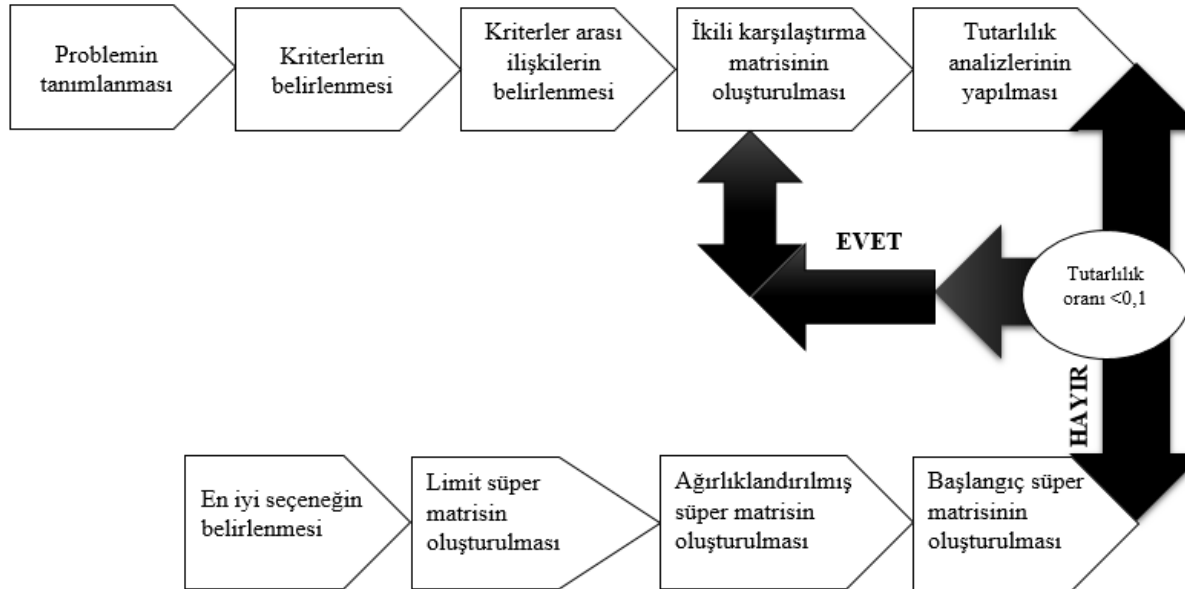 Problemin
tanımlanması
Kriterlerin
belirlenmesi
Kriterler arası
ilişkilerin
belirlenmesi
İkili karşılaştırma
matrisinin
oluşturulması
Tutarlılık
analizlerinin
yapılması
EVET
Tutarlılık
oranı <0,1
HAYIR
En iyi seçeneğin
belirlenmesi
Limit süper
matrisin
oluşturulması
Ağırlıklandırılmış
süper matrisin
oluşturulması
Başlangıç süper
matrisinin
oluşturulması